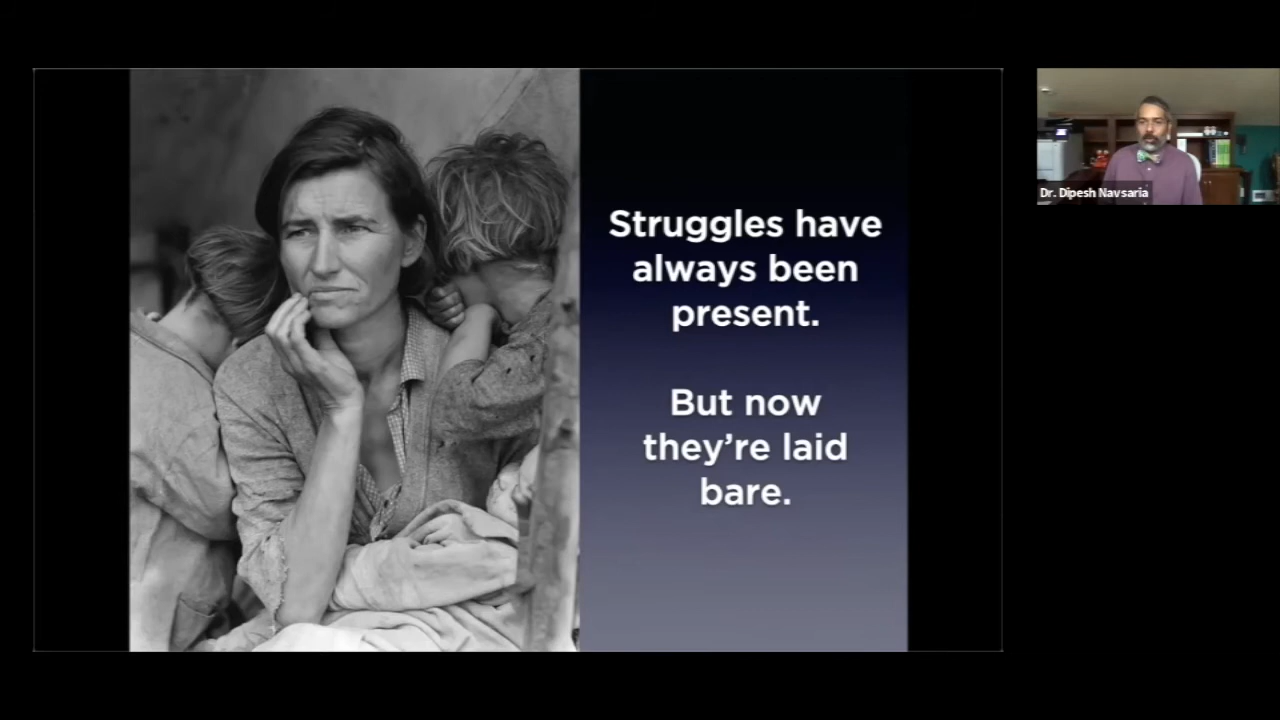 Struggles have
always been
present.
But now
they’re laid
bare.
Dr. Dipesh Navsaria